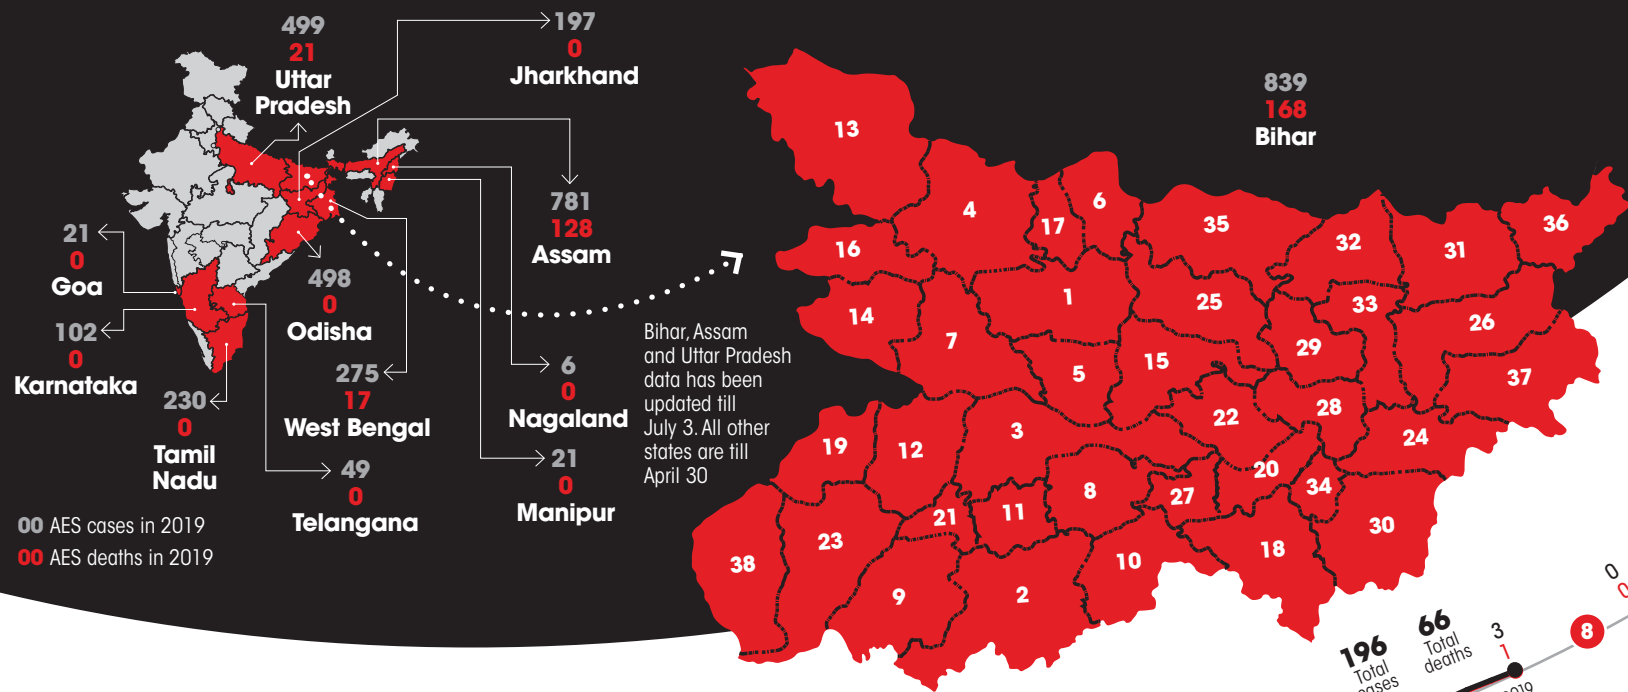 499
21
Uttar
Pradesh
197
0
Jharkhand
839
168
Bihar
781
128
Assam
21
0
Goa
498
0
Odisha
102
0
Karnataka
275
17
West Bengal
6
0
Nagaland
230
0
Tamil
Nadu
49
0
Telangana
21
0
Manipur
Bihar, Assam
and Uttar Pradesh
data has been
updated till
July 3. All other
states are till
April 30
00 AES cases in 2019
00 AES deaths in 2019
13
4
17
6
35
32
31
36
16
14
7
1
25
33
26
29
5
15
37
22
28
24
19
12
3
20
34
8
27
21
11
30
38
23
18
10
9
2
196
Total
cases
66
Total
deaths
3
1
8
0
0